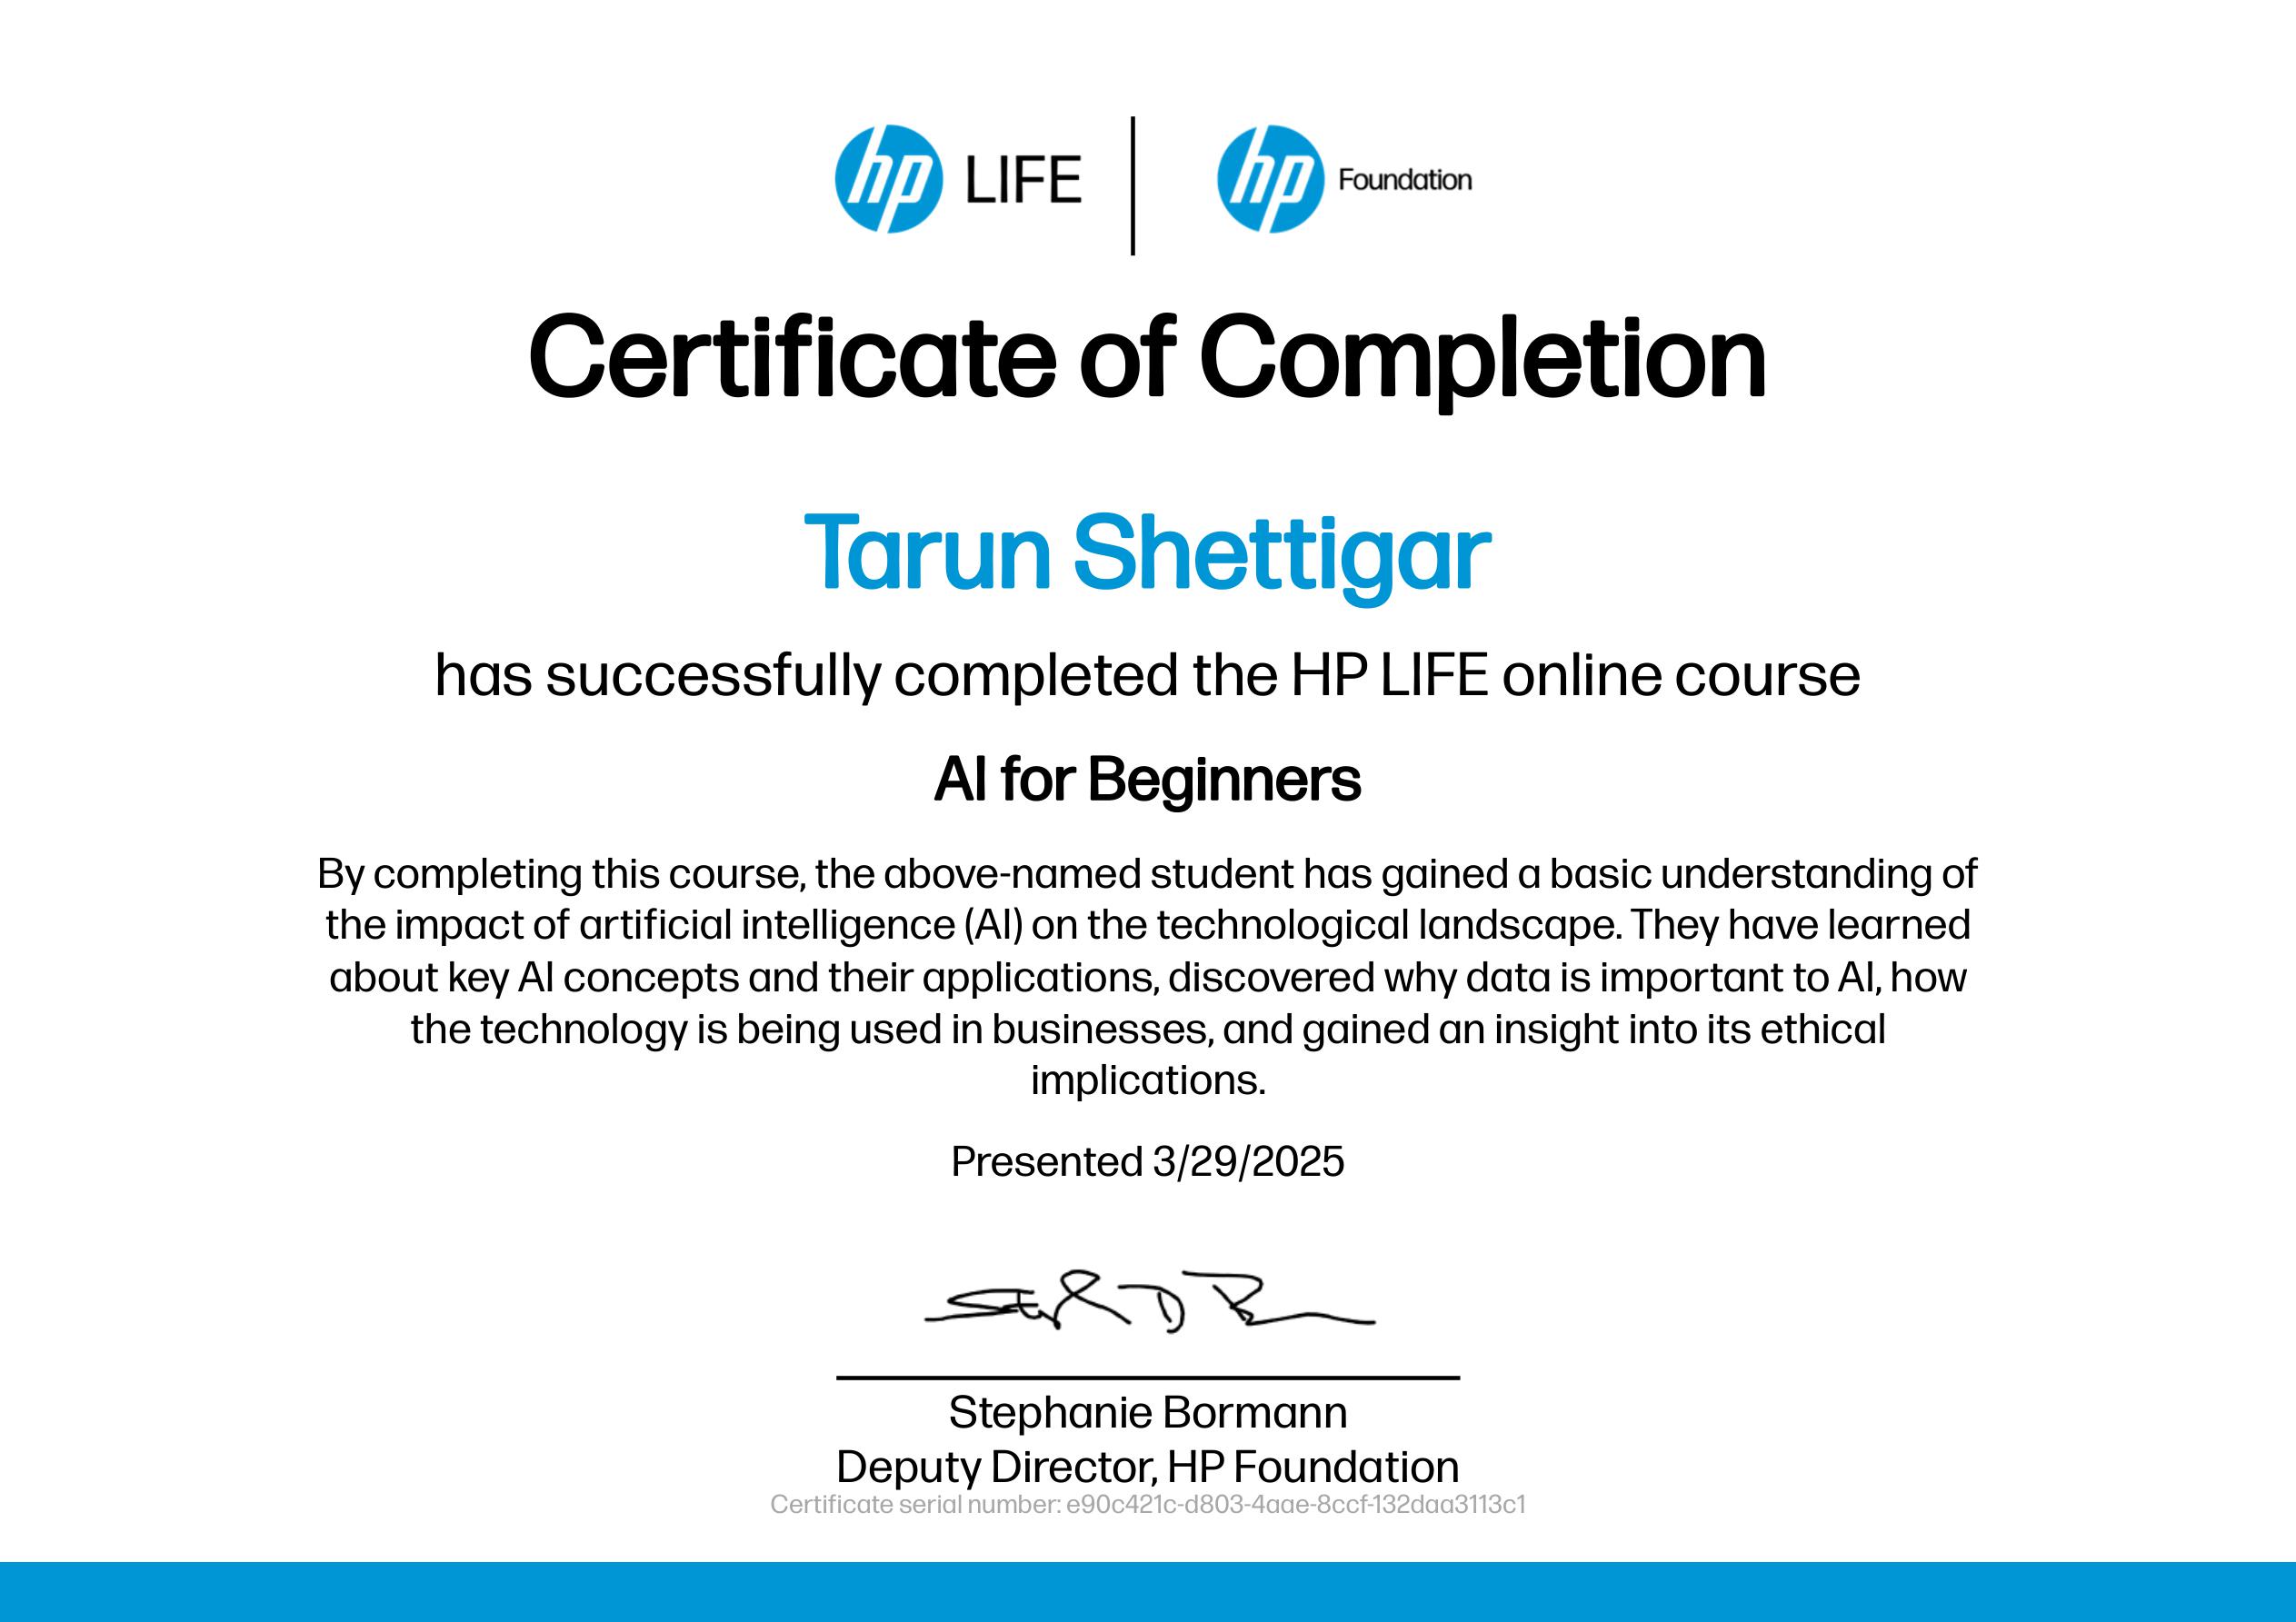 hp LIFE | hp Foundation
Certificate of Completion
Tarun Shettigar
has successfully completed the HP LIFE online course
AI for Beginners
By completing this course, the above-named student has gained a basic understanding of
the impact of artificial intelligence (AI) on the technological landscape. They have learned
about key AI concepts and their applications, discovered why data is important to AI, how
the technology is being used in businesses, and gained an insight into its ethical
implications.
Presented 3/29/2025
Stephanie Bormann
Deputy Director, HP Foundation
Certificate serial number: e90c421c-d803-4aae-8ccf-132daa3113c1